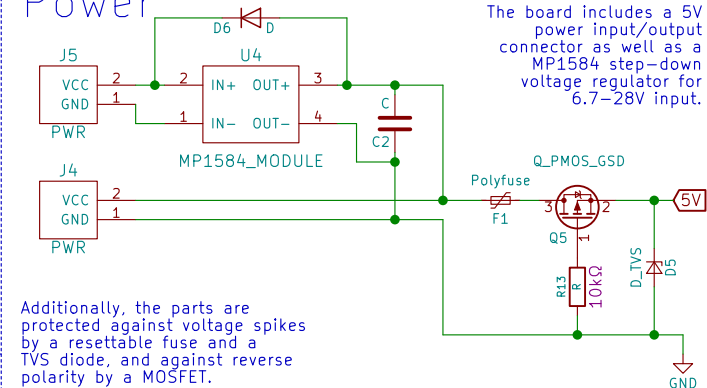 Power
The board includes a 5V
power input/output
connector as well as a
MP1584 step-down
voltage regulator for
6.7-28V input.
D6
D
J5
U4
VCC
2
2
IN+
OUT+
3
GND
1
1
IN-
OUT-
4
C
C2
PWR
MP1584_MODULE
J4
Q_PMOS_GSD
Polyfuse
VCC
2
3
2
5V
GND
1
F1
Q5
1
PWR
D_TVS
D5
R13
R
10kΩ
Additionally, the parts are
protected against voltage spikes
by a resettable fuse and a
TVS diode, and against reverse
polarity by a MOSFET.
GND